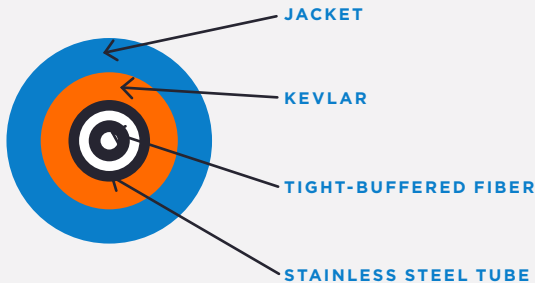 JACKET
KEVLAR
TIGHT-BUFFERED FIBER
STAINLESS STEEL TUBE